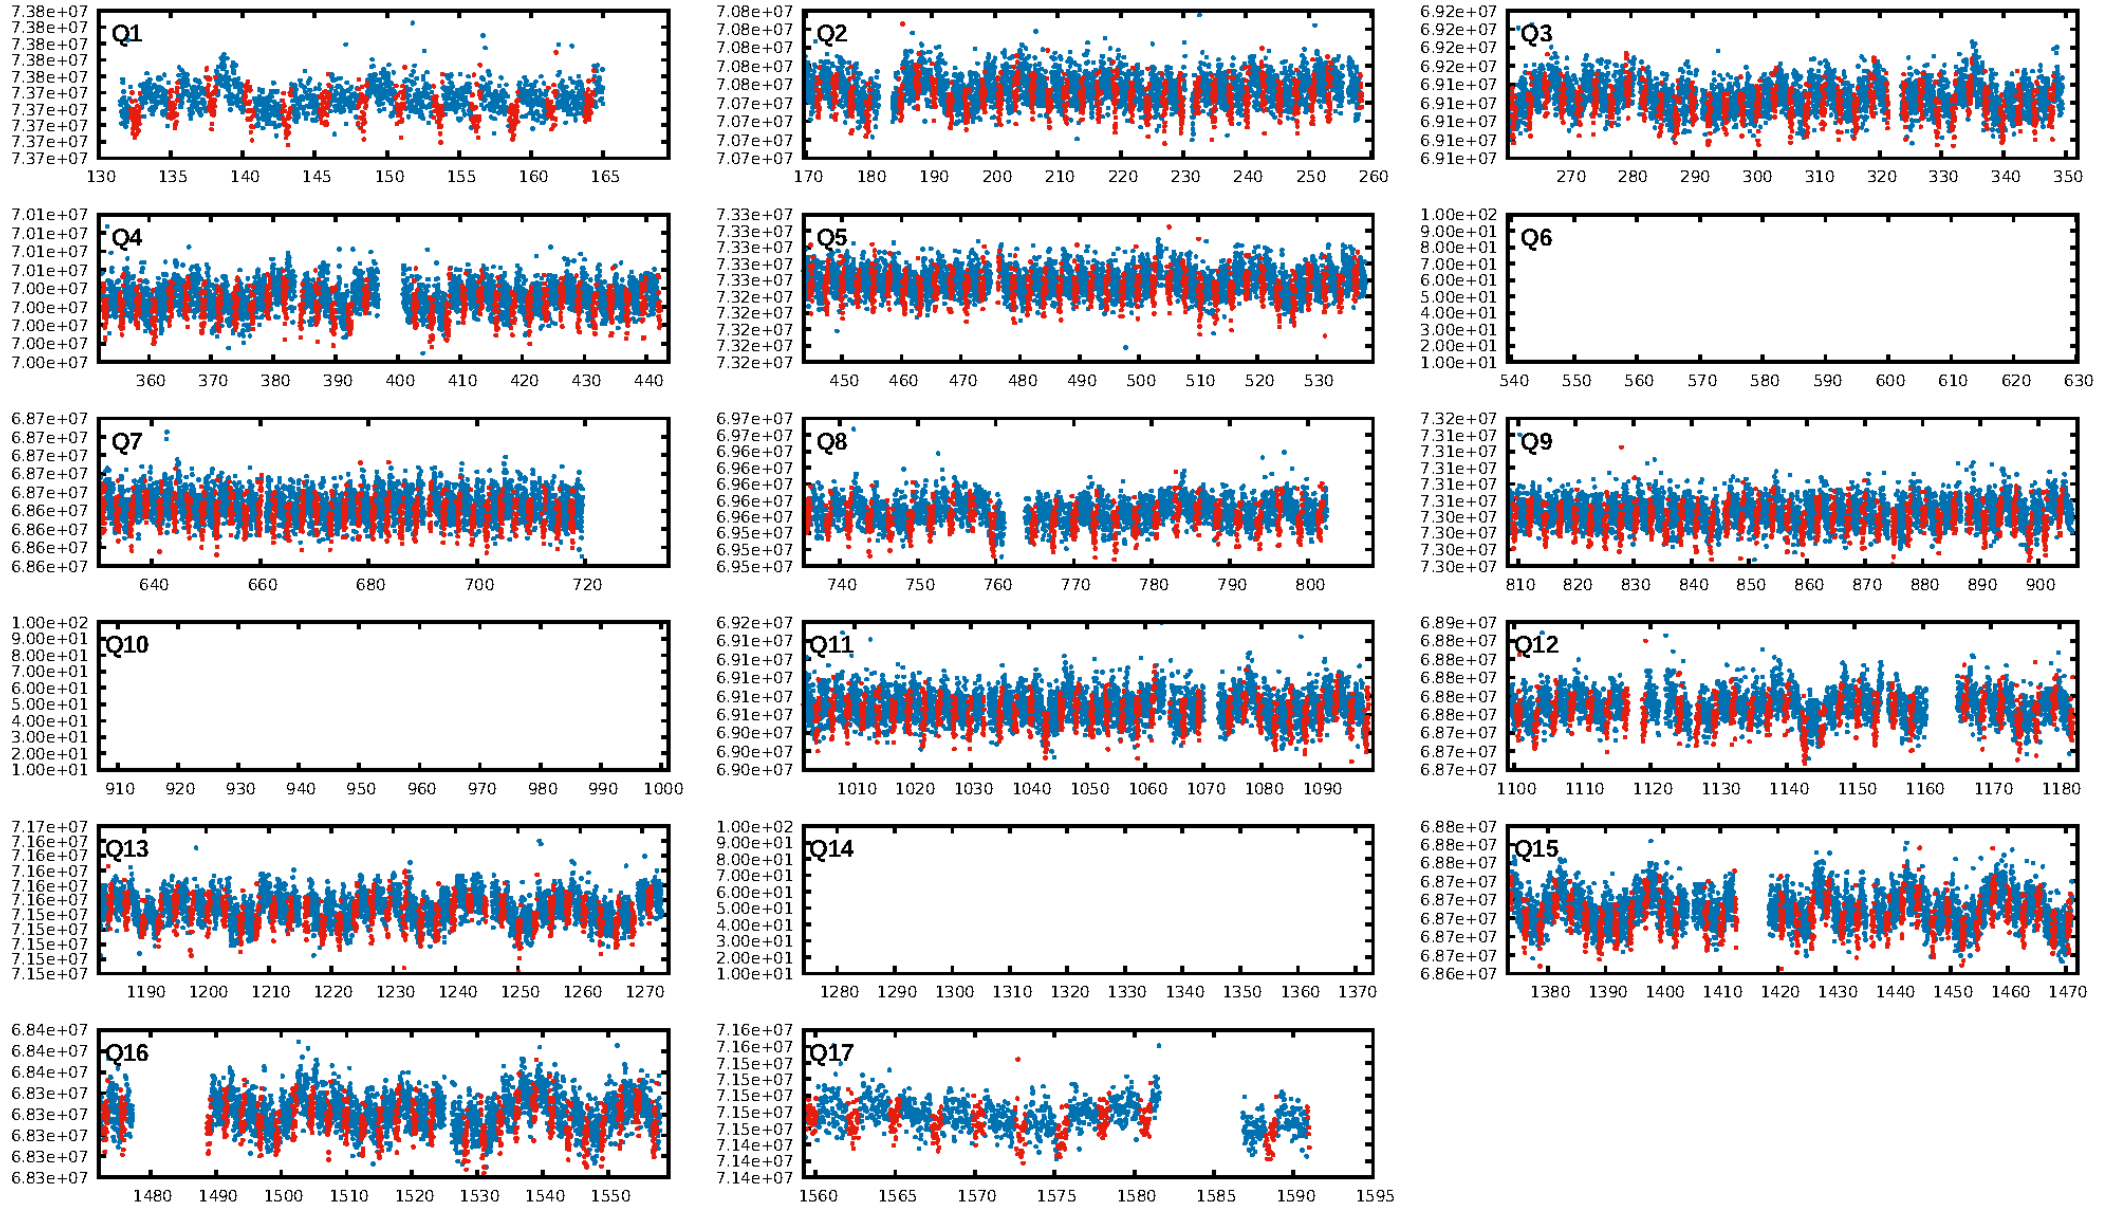 7.38e+07 7.38e+07 7.38e+07 7.38e+07 7.38e+07 7.37e+07 7.37e+07 7.37e+07 7.37e+07 7.37e+07
Q1
130 135 140 145 150 155 160 165
7.08e+07 7.08e+07 7.08e+07 7.08e+07 7.08e+07 7.07e+07 7.07e+07 7.07e+07 7.07e+07
Q2
170 180 190 200 210 220 230 240 250 260
6.92e+07 6.92e+07 6.92e+07 6.92e+07 6.91e+07 6.91e+07 6.91e+07 6.91e+07 6.91e+07
Q3
270 280 290 300 310 320 330 340 350
7.01e+07 7.01e+07 7.01e+07 7.01e+07 7.00e+07 7.00e+07 7.00e+07 7.00e+07 7.00e+07
Q4
360 370 380 390 400 410 420 430 440
7.33e+07 7.33e+07 7.33e+07 7.33e+07 7.33e+07 7.32e+07 7.32e+07 7.32e+07 7.32e+07 7.32e+07
Q5
450 460 470 480 490 500 510 520 530
1.00e+02 9.00e+01 8.00e+01 7.00e+01 6.00e+01 5.00e+01 4.00e+01 3.00e+01 2.00e+01 1.00e+01
Q6
540 550 560 570 580 590 600 610 620 630
6.87e+07 6.87e+07 6.87e+07 6.87e+07 6.87e+07 6.86e+07 6.86e+07 6.86e+07 6.86e+07
Q7
640 660 680 700 720
6.97e+07 6.97e+07 6.96e+07 6.96e+07 6.96e+07 6.96e+07 6.96e+07 6.95e+07 6.95e+07 6.95e+07
Q8
740 750 760 770 780 790 800
7.32e+07 7.31e+07 7.31e+07 7.31e+07 7.31e+07 7.31e+07 7.30e+07 7.30e+07 7.30e+07 7.30e+07
Q9
810 820 830 840 850 860 870 880 890 900
1.00e+02 9.00e+01 8.00e+01 7.00e+01 6.00e+01 5.00e+01 4.00e+01 3.00e+01 2.00e+01 1.00e+01
Q10
910 920 930 940 950 960 970 980 990 1000
6.92e+07 6.91e+07 6.91e+07 6.91e+07 6.91e+07 6.91e+07 6.90e+07 6.90e+07 6.90e+07
Q11
1010 1020 1030 1040 1050 1060 1070 1080 1090
6.89e+07 6.88e+07 6.88e+07 6.88e+07 6.88e+07 6.88e+07 6.87e+07 6.87e+07 6.87e+07
Q12
1100 1110 1120 1130 1140 1150 1160 1170 1180
7.17e+07 7.16e+07 7.16e+07 7.16e+07 7.16e+07 7.16e+07 7.15e+07 7.15e+07 7.15e+07 7.15e+07
Q13
1190 1200 1210 1220 1230 1240 1250 1260 1270
1.00e+02 9.00e+01 8.00e+01 7.00e+01 6.00e+01 5.00e+01 4.00e+01 3.00e+01 2.00e+01 1.00e+01
Q14
1280 1290 1300 1310 1320 1330 1340 1350 1360 1370
6.88e+07 6.88e+07 6.88e+07 6.87e+07 6.87e+07 6.87e+07 6.87e+07 6.87e+07 6.86e+07
Q15
1380 1390 1400 1410 1420 1430 1440 1450 1460 1470
6.84e+07 6.84e+07 6.84e+07 6.83e+07 6.83e+07 6.83e+07 6.83e+07 6.83e+07
Q16
1480 1490 1500 1510 1520 1530 1540 1550
7.16e+07 7.16e+07 7.15e+07 7.15e+07 7.15e+07 7.15e+07 7.15e+07 7.14e+07 7.14e+07 7.14e+07
Q17
1560 1565 1570 1575 1580 1585 1590 1595